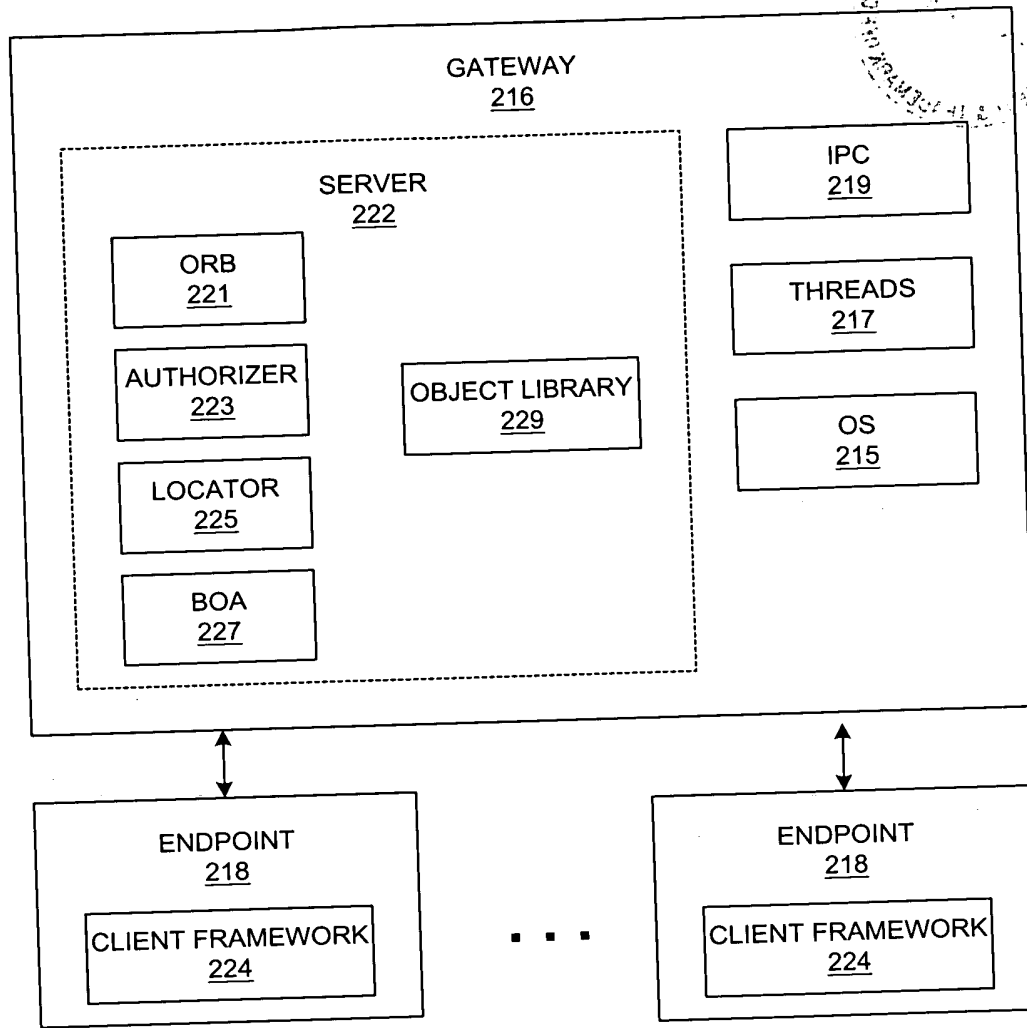 GATEWAY
216
SERVER
222
ORB
221
AUTHORIZER
223
LOCATOR
225
BOA
227
OBJECT LIBRARY
229
IPC
219
THREADS
217
OS
215
ENDPOINT
218
CLIENT FRAMEWORK
224
. . .
ENDPOINT
218
CLIENT FRAMEWORK
224